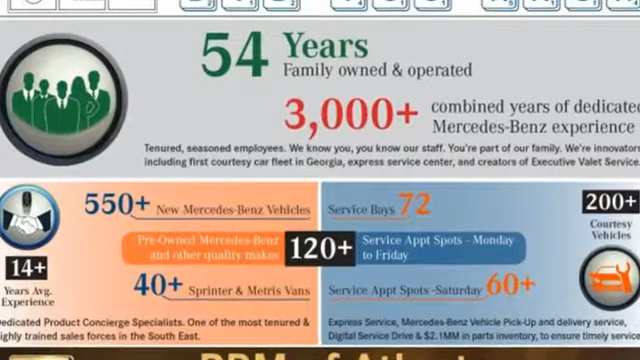 54 Years
Family owned & operated
3,000+ combined years of dedicated
Mercedes-Benz experience
Tenured, seasoned employees. We know you, you know our staff. You're part of our family. We're innovators
including first courtesy car fleet in Georgia, express service center, and creators of Executive Valet Service.
550+ New Mercedes-Benz Vehicles
Pre-Owned Mercedes-Benz
and other quality makes
120+
40+ Sprinter & Metris Vans
14+
Years Avg.
Experience
Dedicated Product Concierge Specialists. One of the most tenured &
highly trained sales forces in the South East.
Service Bays 72
Service Appt Spots - Monday
to Friday
Service Appt Spots -Saturday 60+
200+
Courtesy
Vehicles
Express Service, Mercedes-Benz Vehicle Pick-Up and delivery service,
Digital Service Drive & $2.1MM in parts inventory, to ensure timely service
of